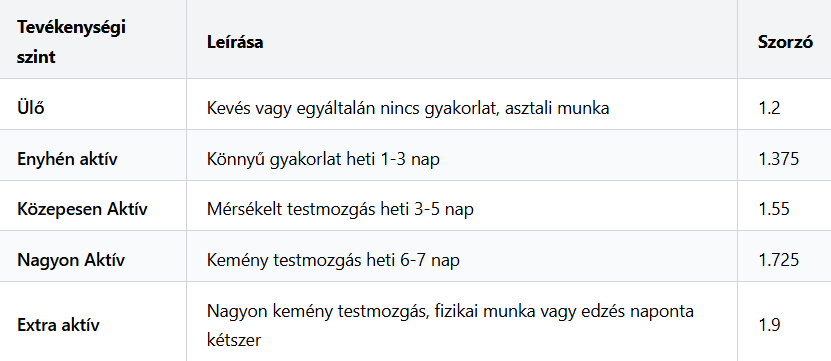 Tevékenységi
szint
Leírása
Szorzó
Ülő
Kevés vagy egyáltalán nincs gyakorlat, asztali munka
1.2
Enyhén aktív
Könnyű gyakorlat heti 1-3 nap
1.375
Közepesen Aktív
Mérsékelt testmozgás heti 3-5 nap
1.55
Nagyon Aktív
Kemény testmozgás heti 6-7 nap
1.725
Extra aktív
Nagyon kemény testmozgás, fizikai munka vagy edzés naponta
kétszer
1.9